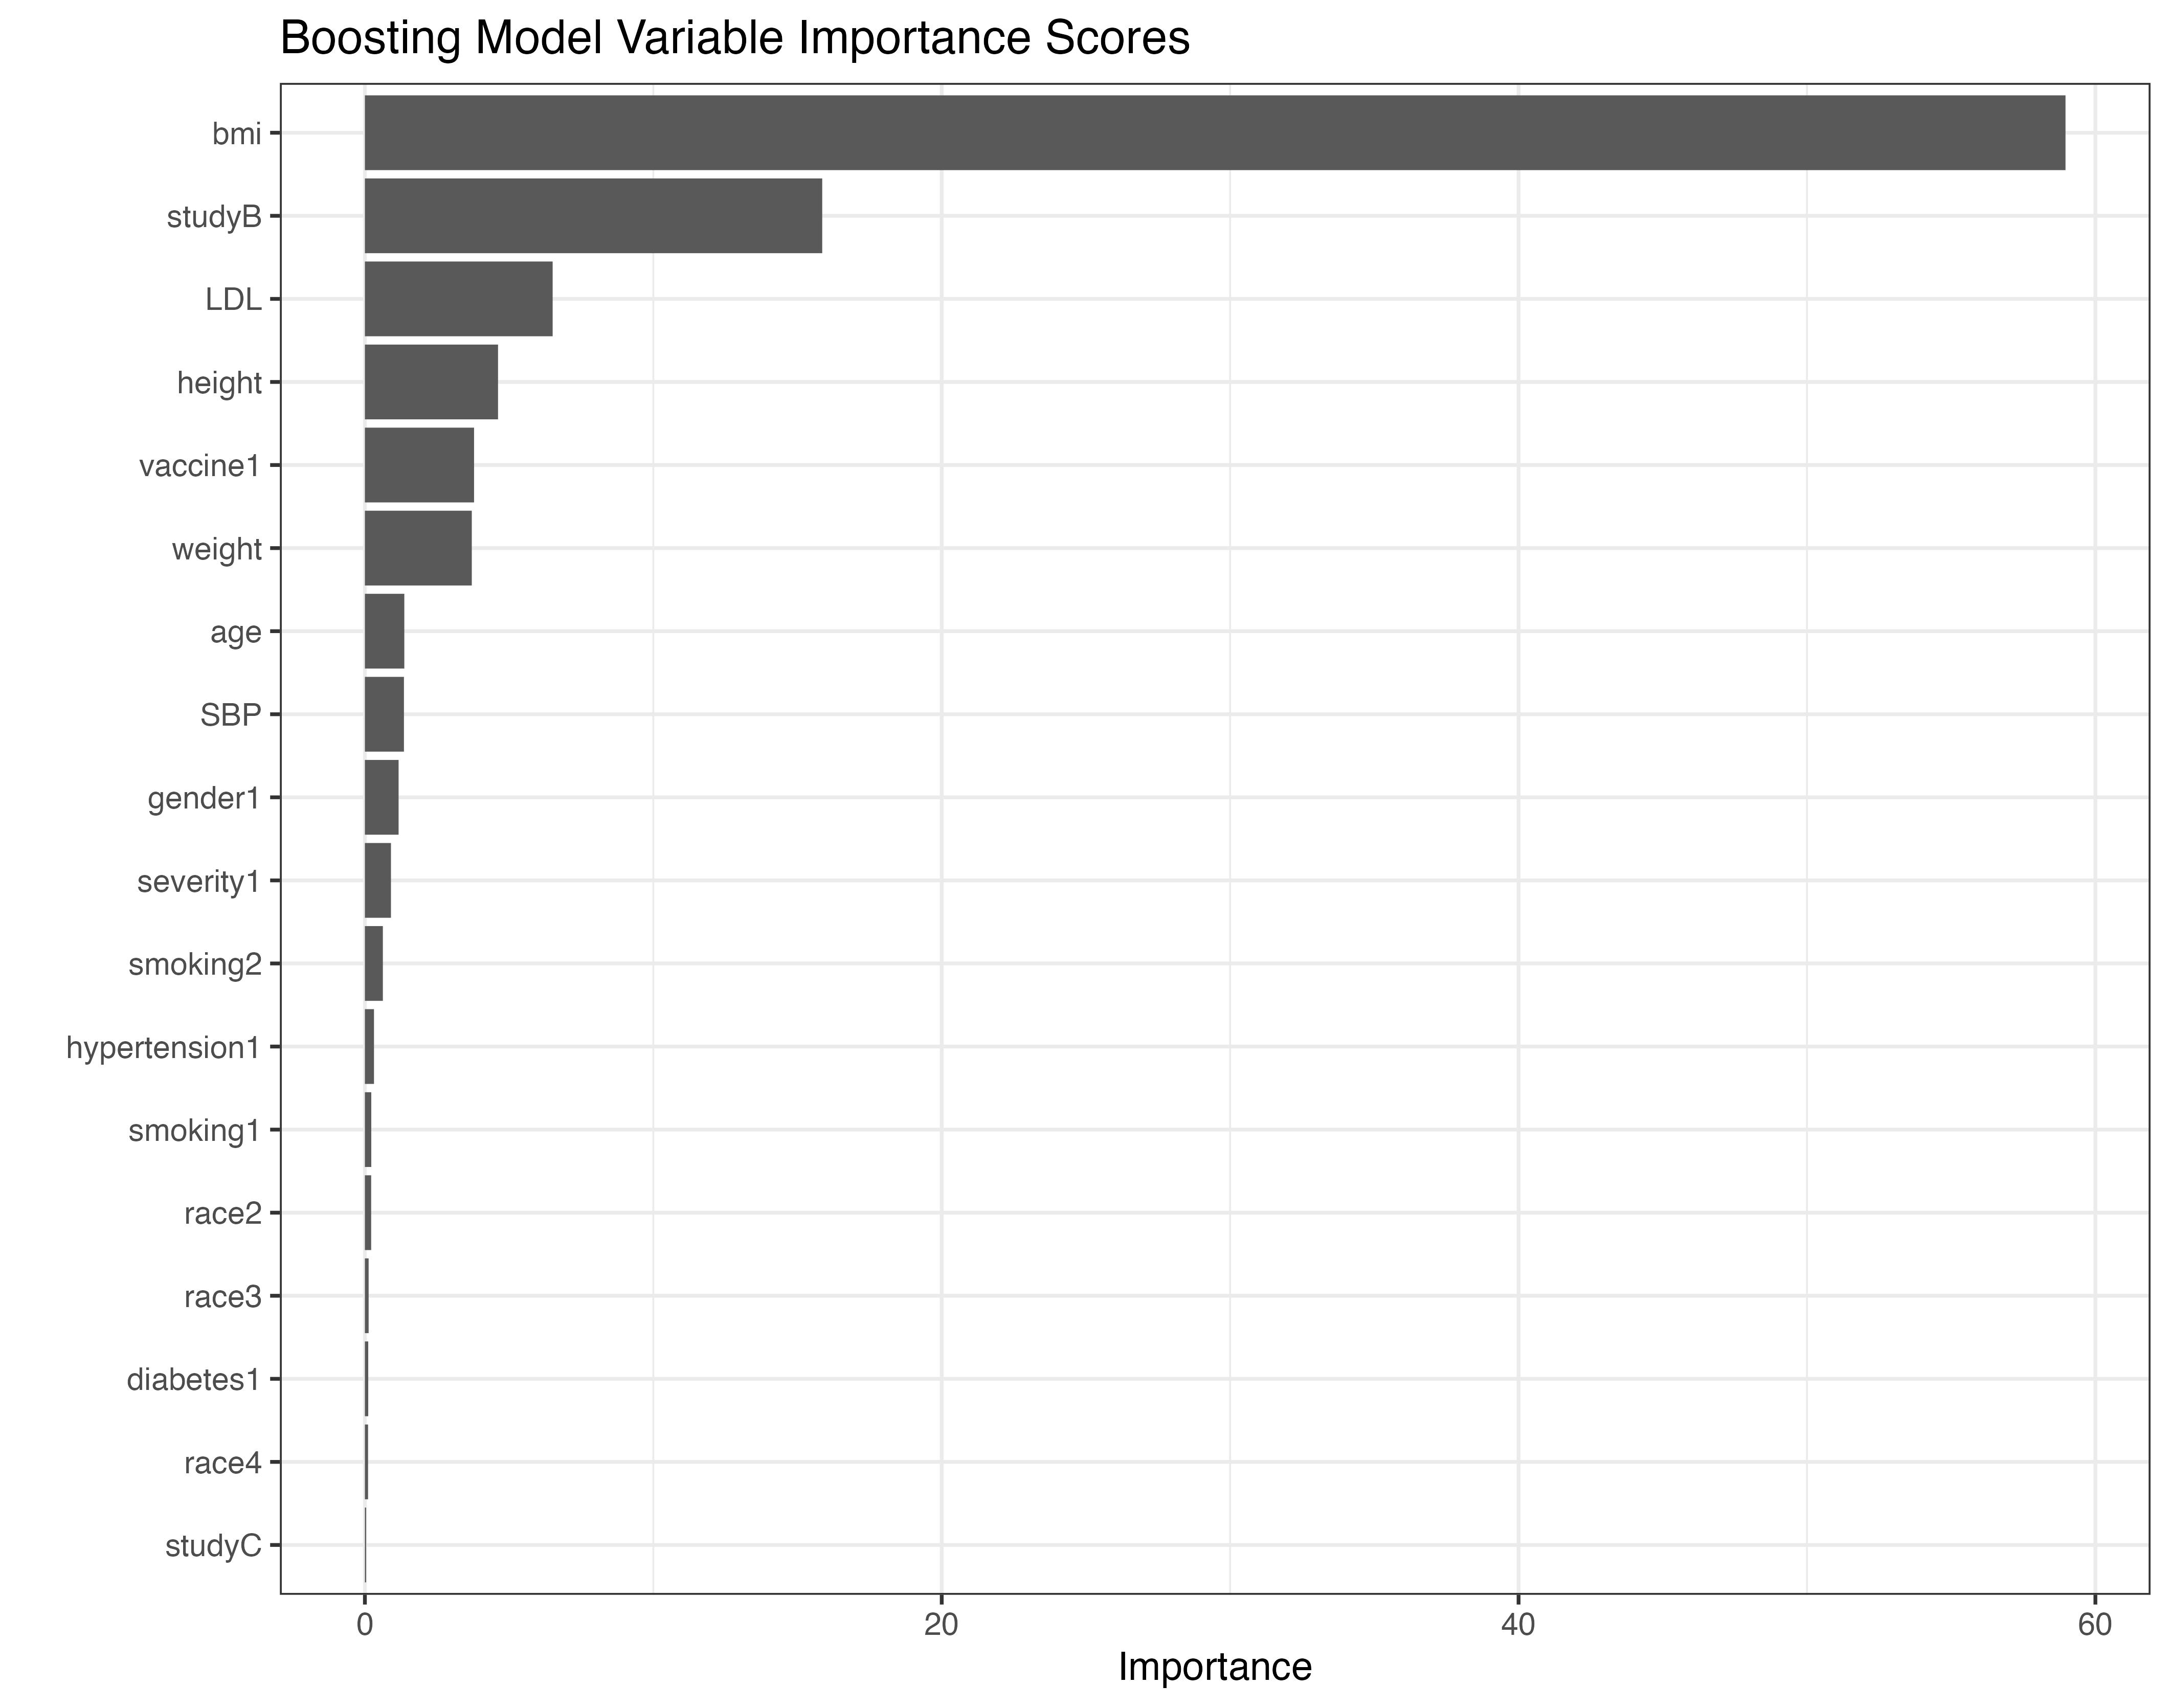 Boosting Model Variable Importance Scores
bmi
studyB
LDL
height
vaccine1
weight
age
SBP
gender1
severity1
smoking2
hypertension1
smoking1
race2
race3
diabetes1
race4
studyC
0 20 40 60
Importance